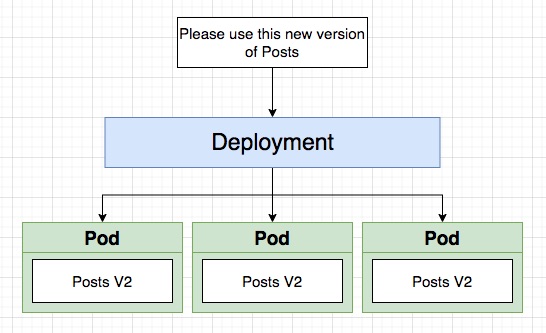 Please use this new version
of Posts
Deployment
Pod
Pod
Pod
Posts V2
Posts V2
Posts V2